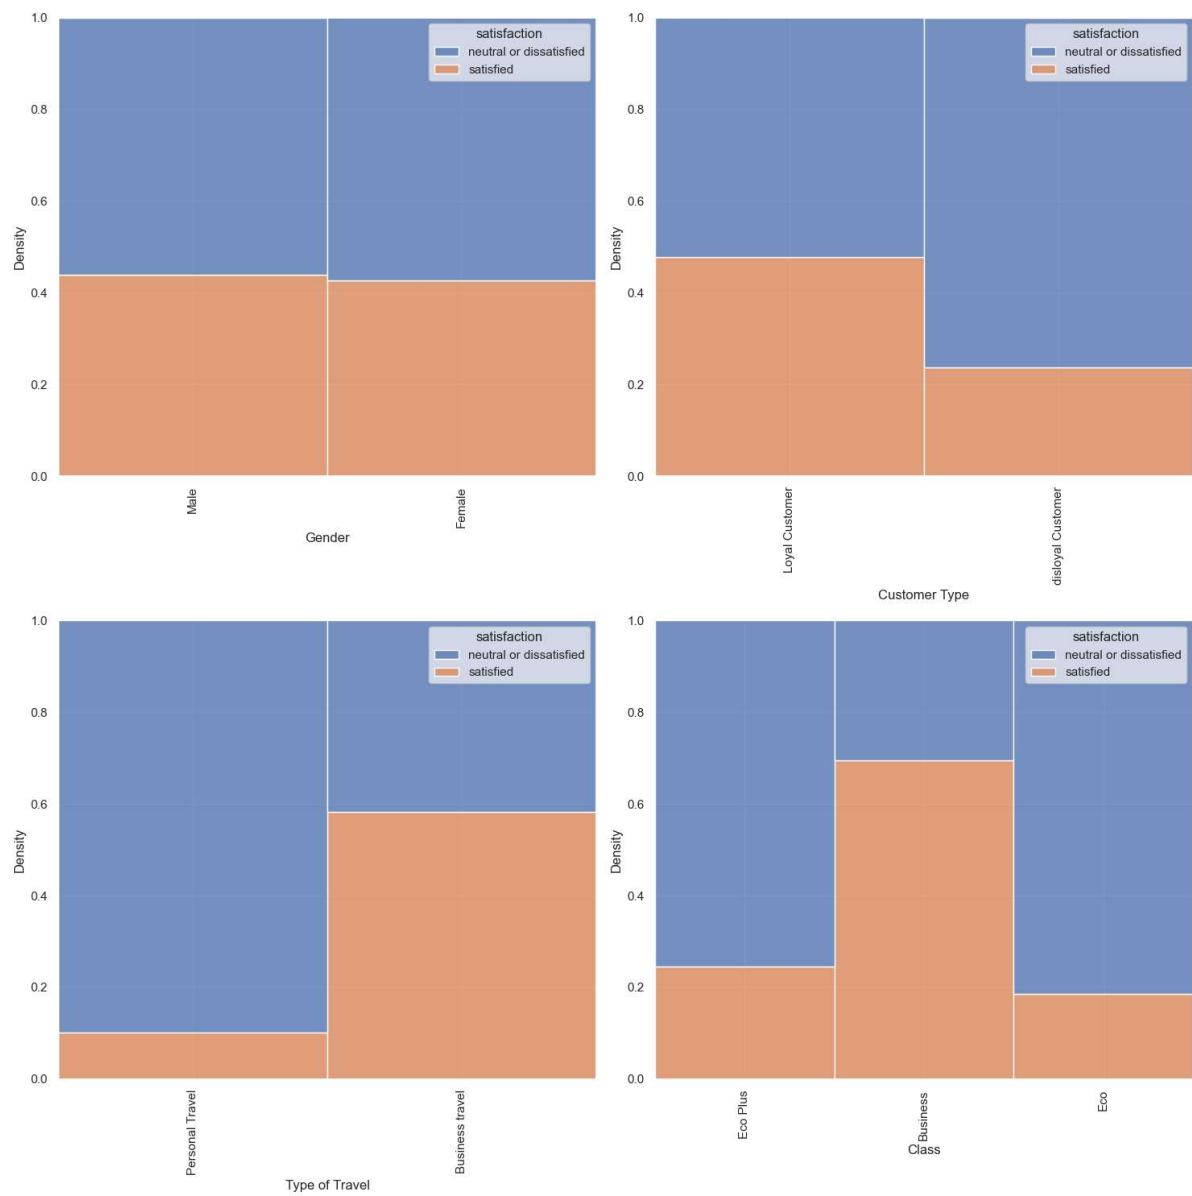 1.0
satisfaction
neutral or dissatisfied
satisfied
0.8
0.6
Density
0.4
0.2
0.0
Male
Female
Gender
1.0
satisfaction
neutral or dissatisfied
satisfied
0.8
0.6
Density
0.4
0.2
0.0
Loyal Customer
disloyal Customer
Customer Type
1.0
satisfaction
neutral or dissatisfied
satisfied
0.8
0.6
Density
0.4
0.2
0.0
Personal Travel
Business travel
Type of Travel
1.0
satisfaction
neutral or dissatisfied
satisfied
0.8
0.6
Density
0.4
0.2
0.0
Eco Plus
Business
Eco
Class